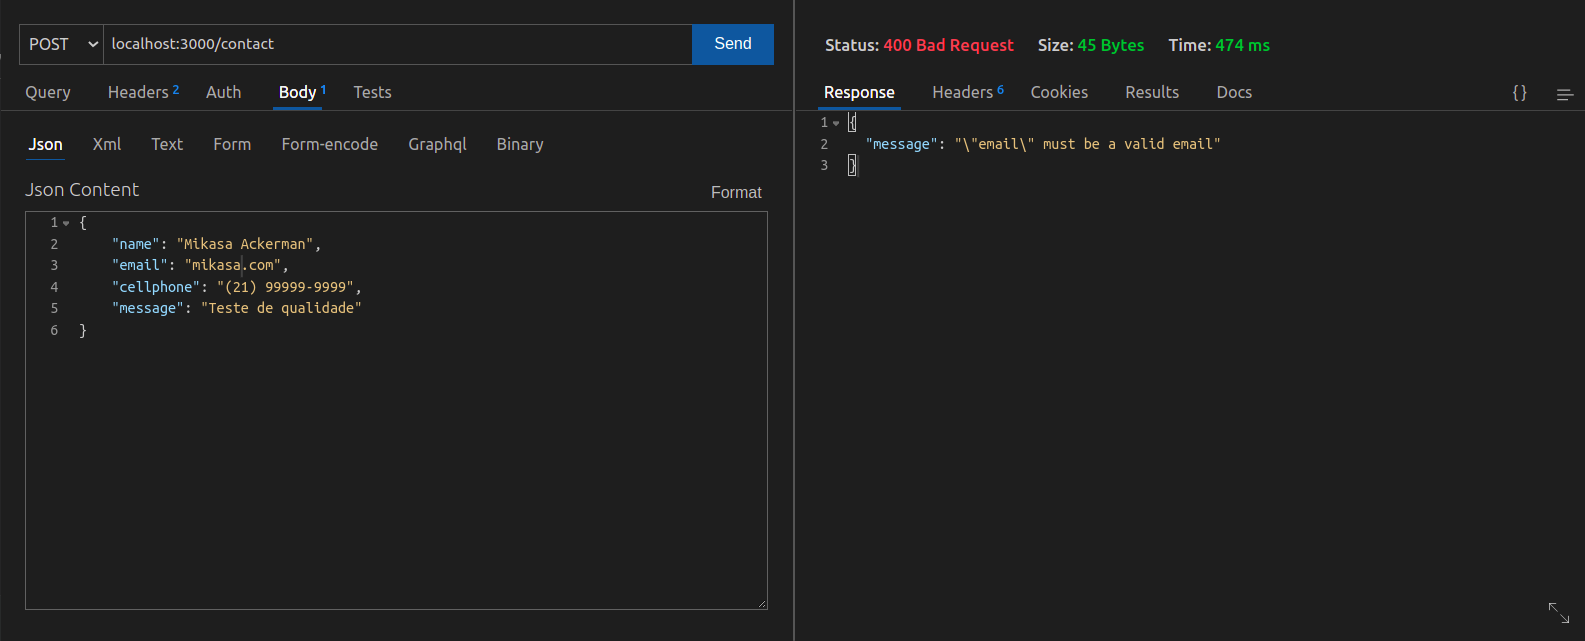 POST localhost:3000/contact Send
Query Headers 2 Auth Body 1 Tests
Json Xml Text Form Form-encode Graphql Binary
Json Content
Format
1 {
2 "name": "Mikasa Ackerman",
3 "email": "mikasa.com",
4 "cellphone": "(21) 99999-9999",
5 "message": "Teste de qualidade"
6 }
Status: 400 Bad Request Size: 45 Bytes Time: 474 ms
Response Headers 6 Cookies Results Docs {}
1 {
2 "message": "\"email\" must be a valid email"
3 }